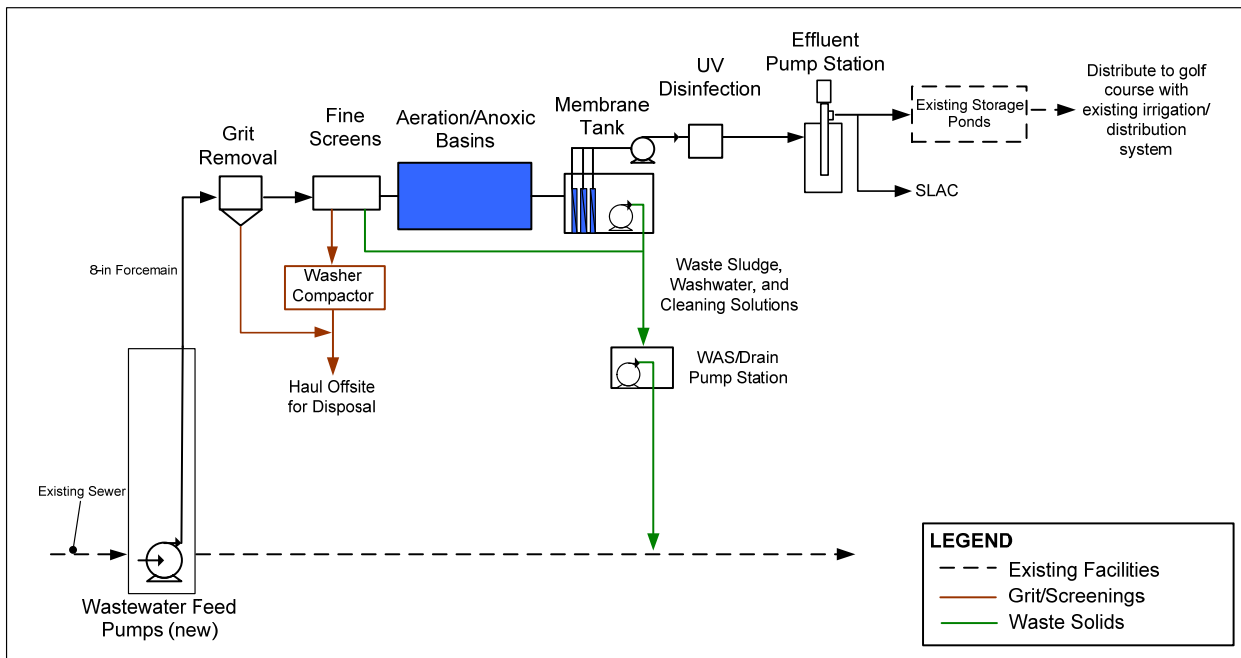 Effluent
Pump Station
UV
Disinfection
Membrane
Tank
Aeration/Anoxic
Basins
Fine
Screens
Grit
Removal
Existing Storage
Ponds
Distribute to golf
course with
existing irrigation/
distribution
system
SLAC
8-in Forcemain
Washer
Compactor
Waste Sludge,
Washwater, and
Cleaning Solutions
WAS/Drain
Pump Station
Haul Offsite
for Disposal
Existing Sewer
Wastewater Feed
Pumps (new)
LEGEND
Existing Facilities
Grit/Screenings
Waste Solids